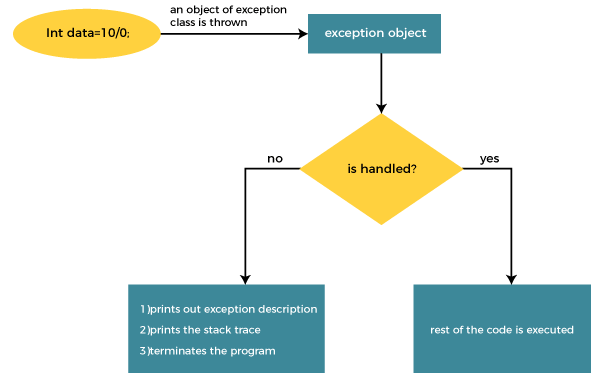 an object of exception
class is thrown
Int data=10/0;
exception object
is handled?
no
yes
1)prints out exception description
2)prints the stack trace
3)terminates the program
rest of the code is executed